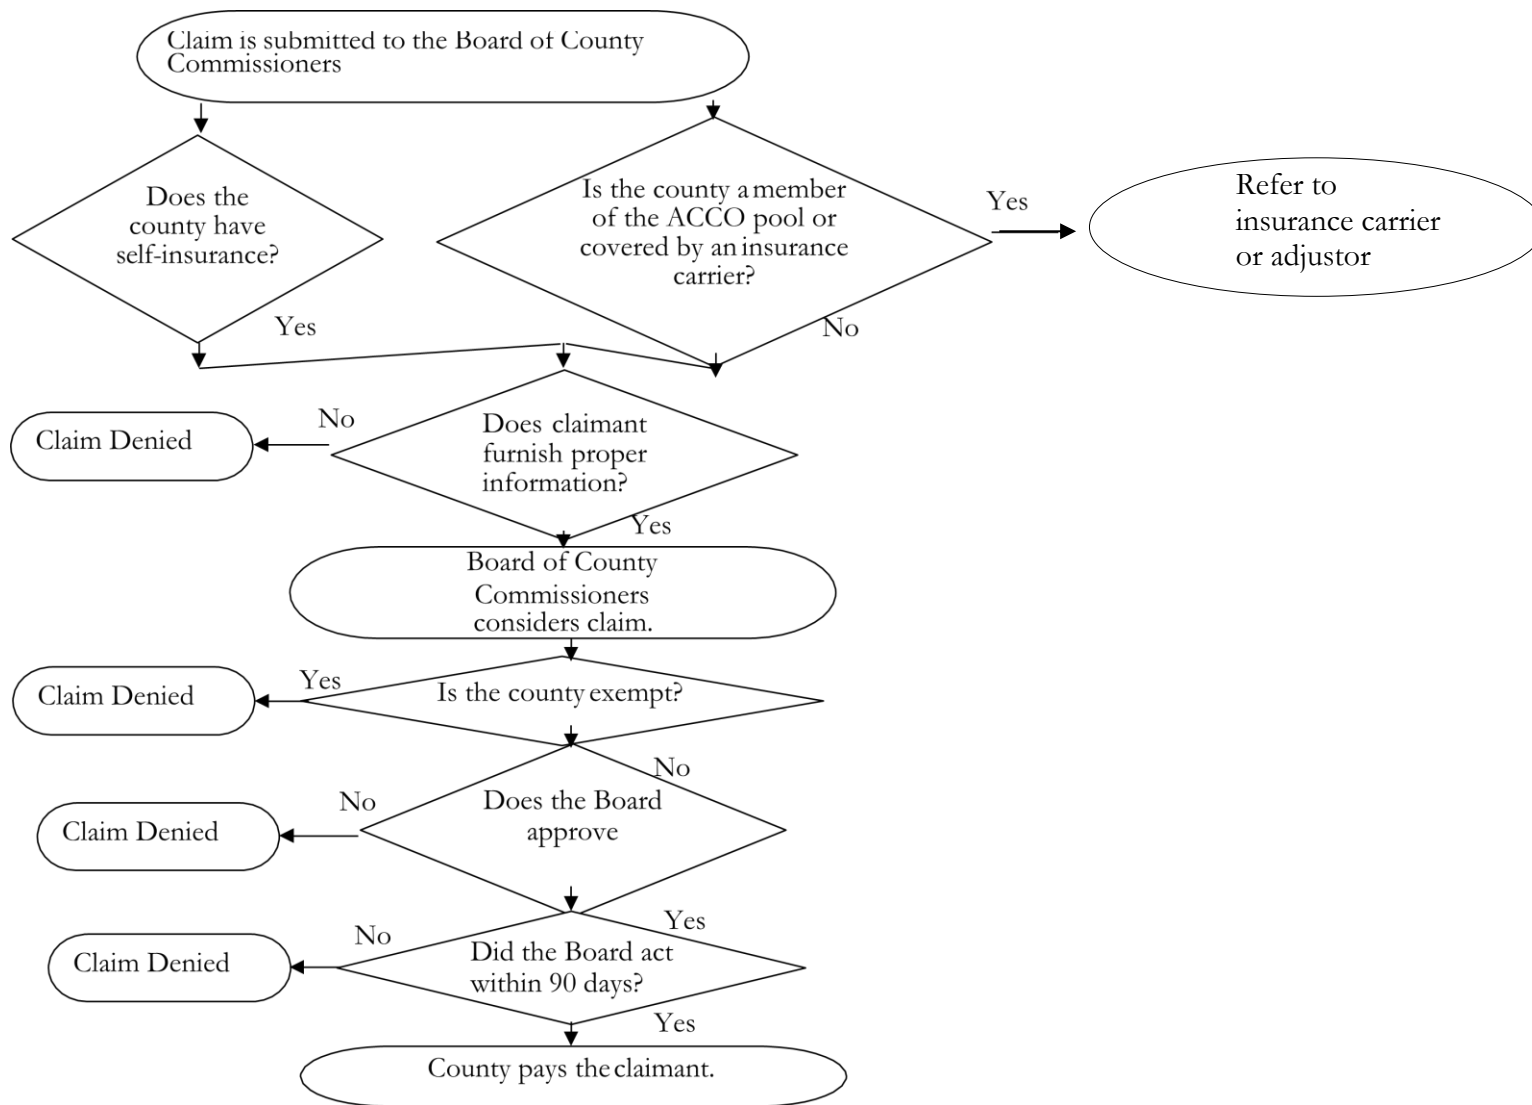 Claim is submitted to the Board of County
Commissioners
Does the
county have
self-insurance?
Yes
Is the county a member
of the ACCO pool or
covered by an insurance
carrier?
Yes
No
Refer to
insurance carrier
or adjustor
Claim Denied
No
Does claimant
furnish proper
information?
Yes
Board of County
Commissioners
considers claim.
Claim Denied
Yes
Is the county exempt?
No
Claim Denied
No
Does the Board
approve
Yes
Claim Denied
No
Did the Board act
within 90 days?
Yes
County pays the claimant.